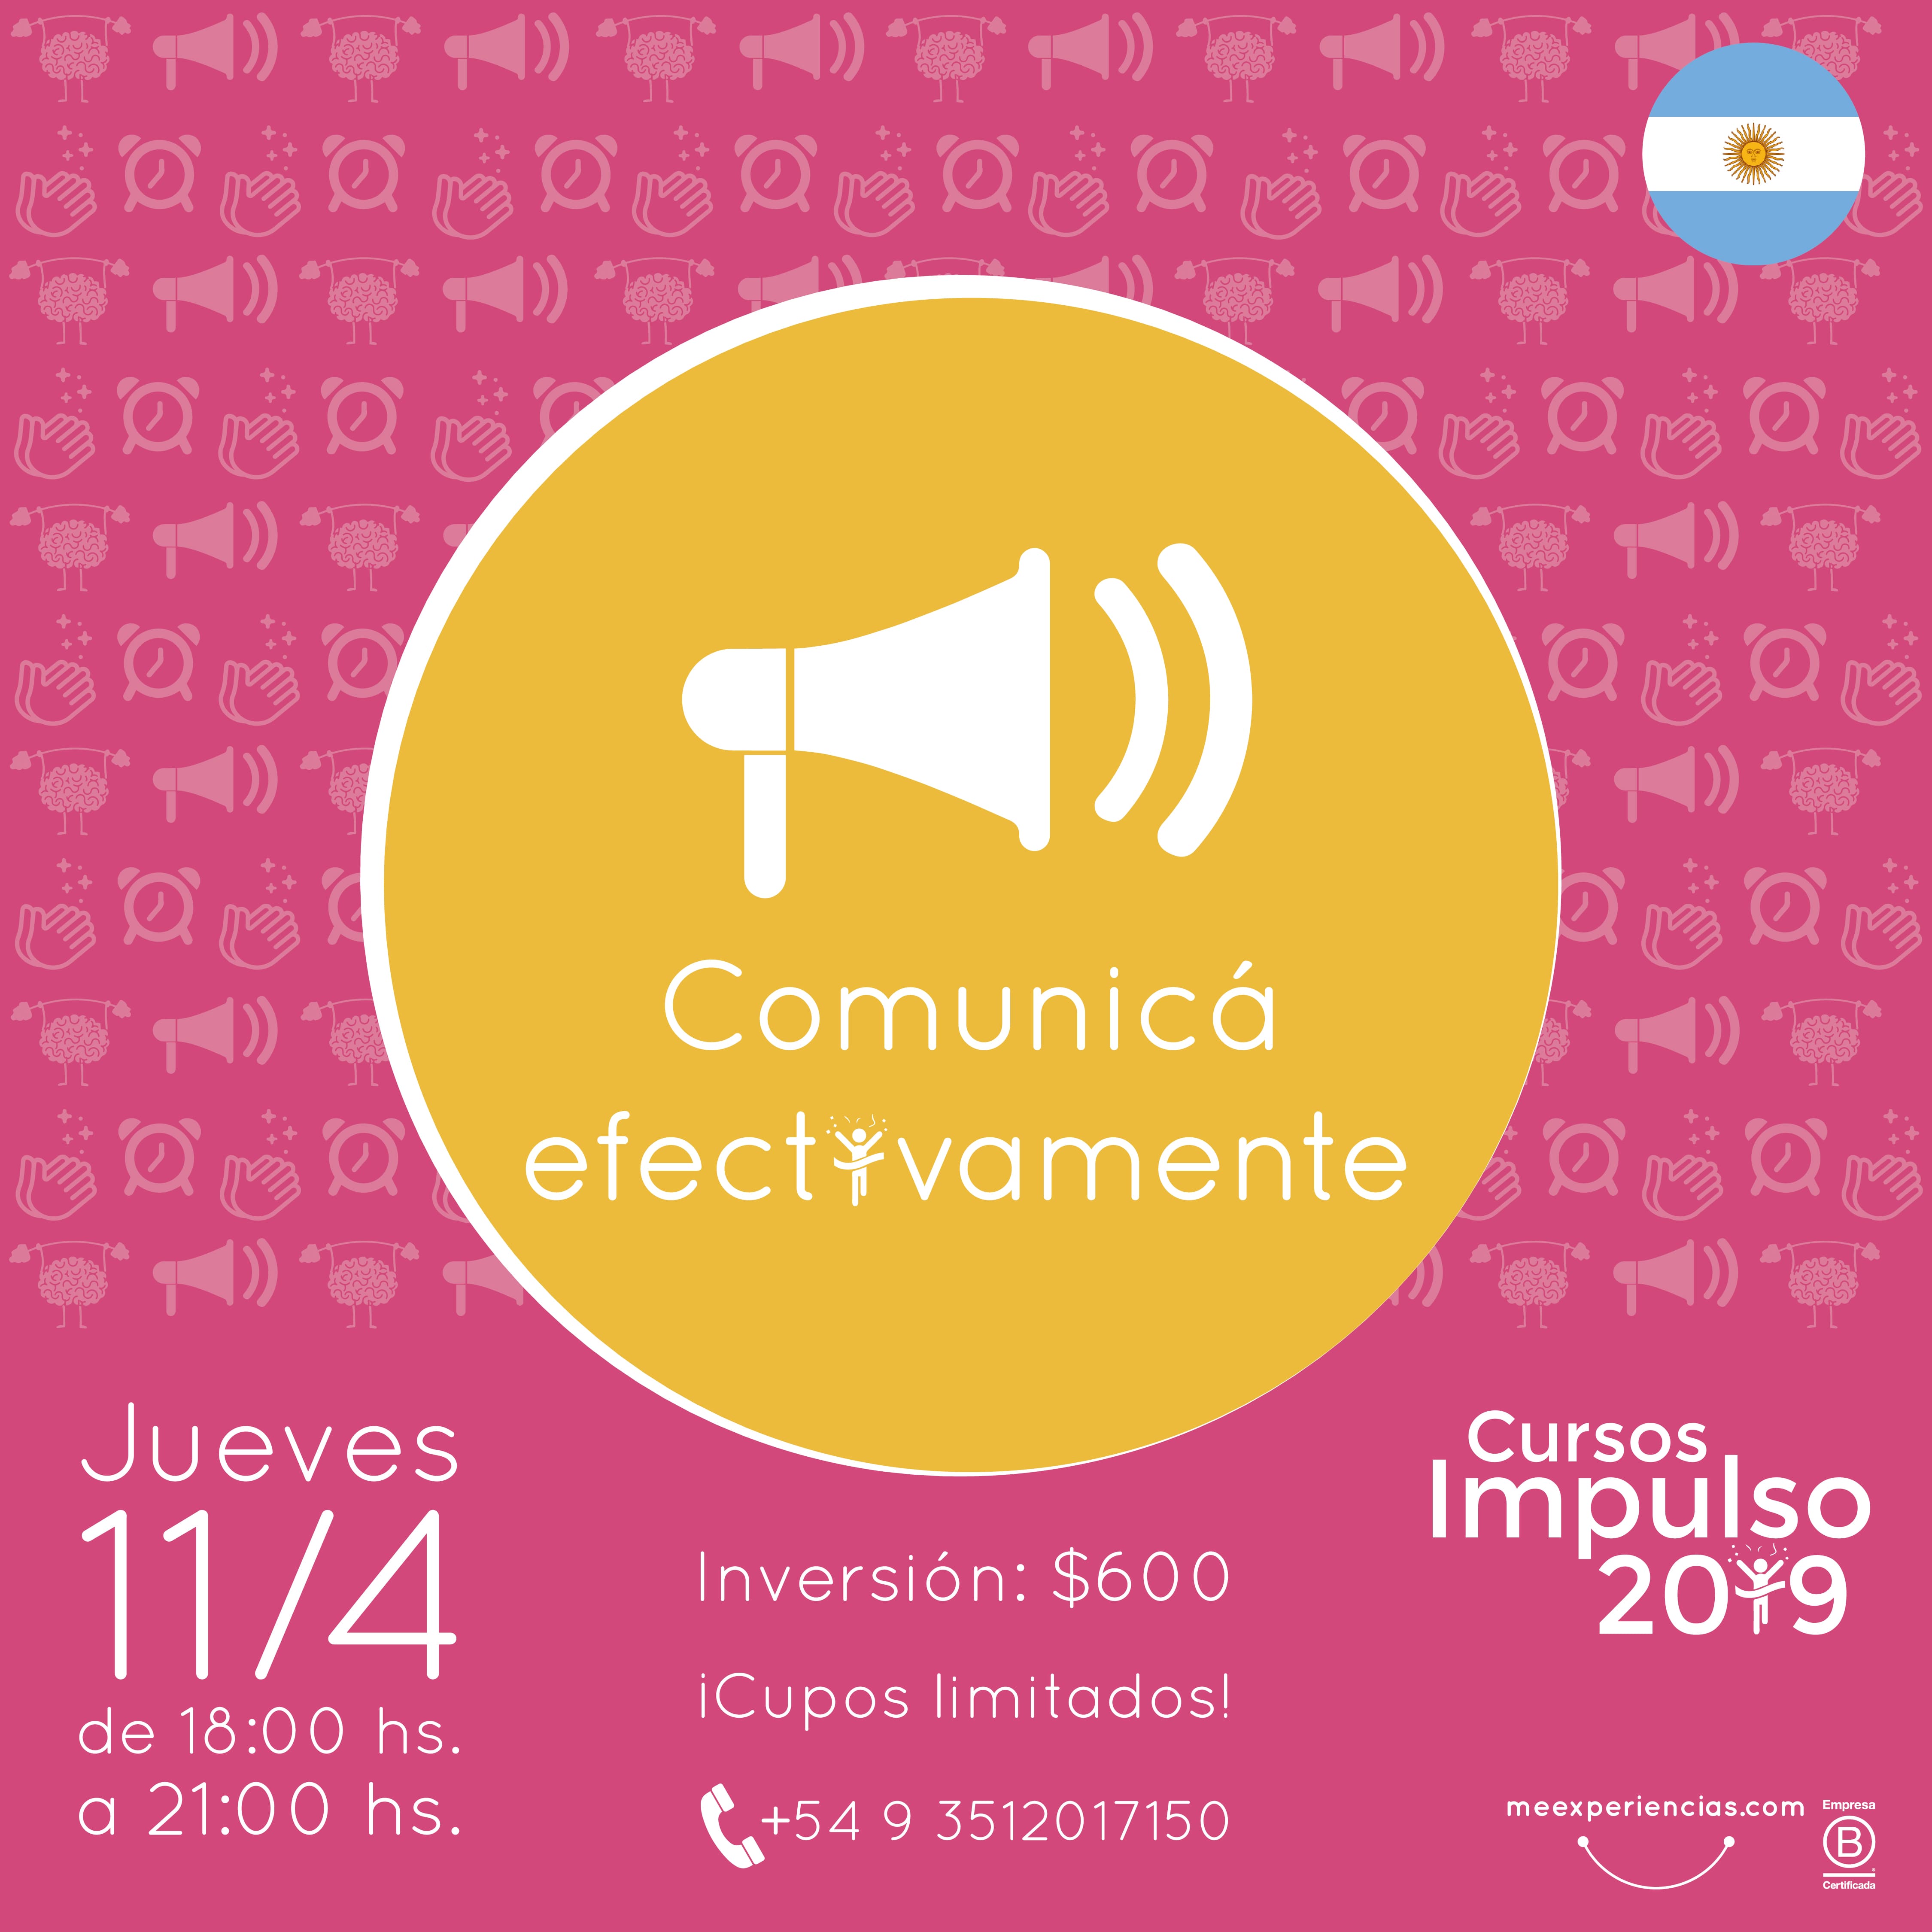 Comunicá
efectivamente
Jueves
11/4
de 18:00 hs.
a 21:00 hs.
Inversión: $600
¡Cupos limitados!
+54 9 3512017150
Cursos
Impulso
2019
meexperiencias.com
Empresa
B
Certificada